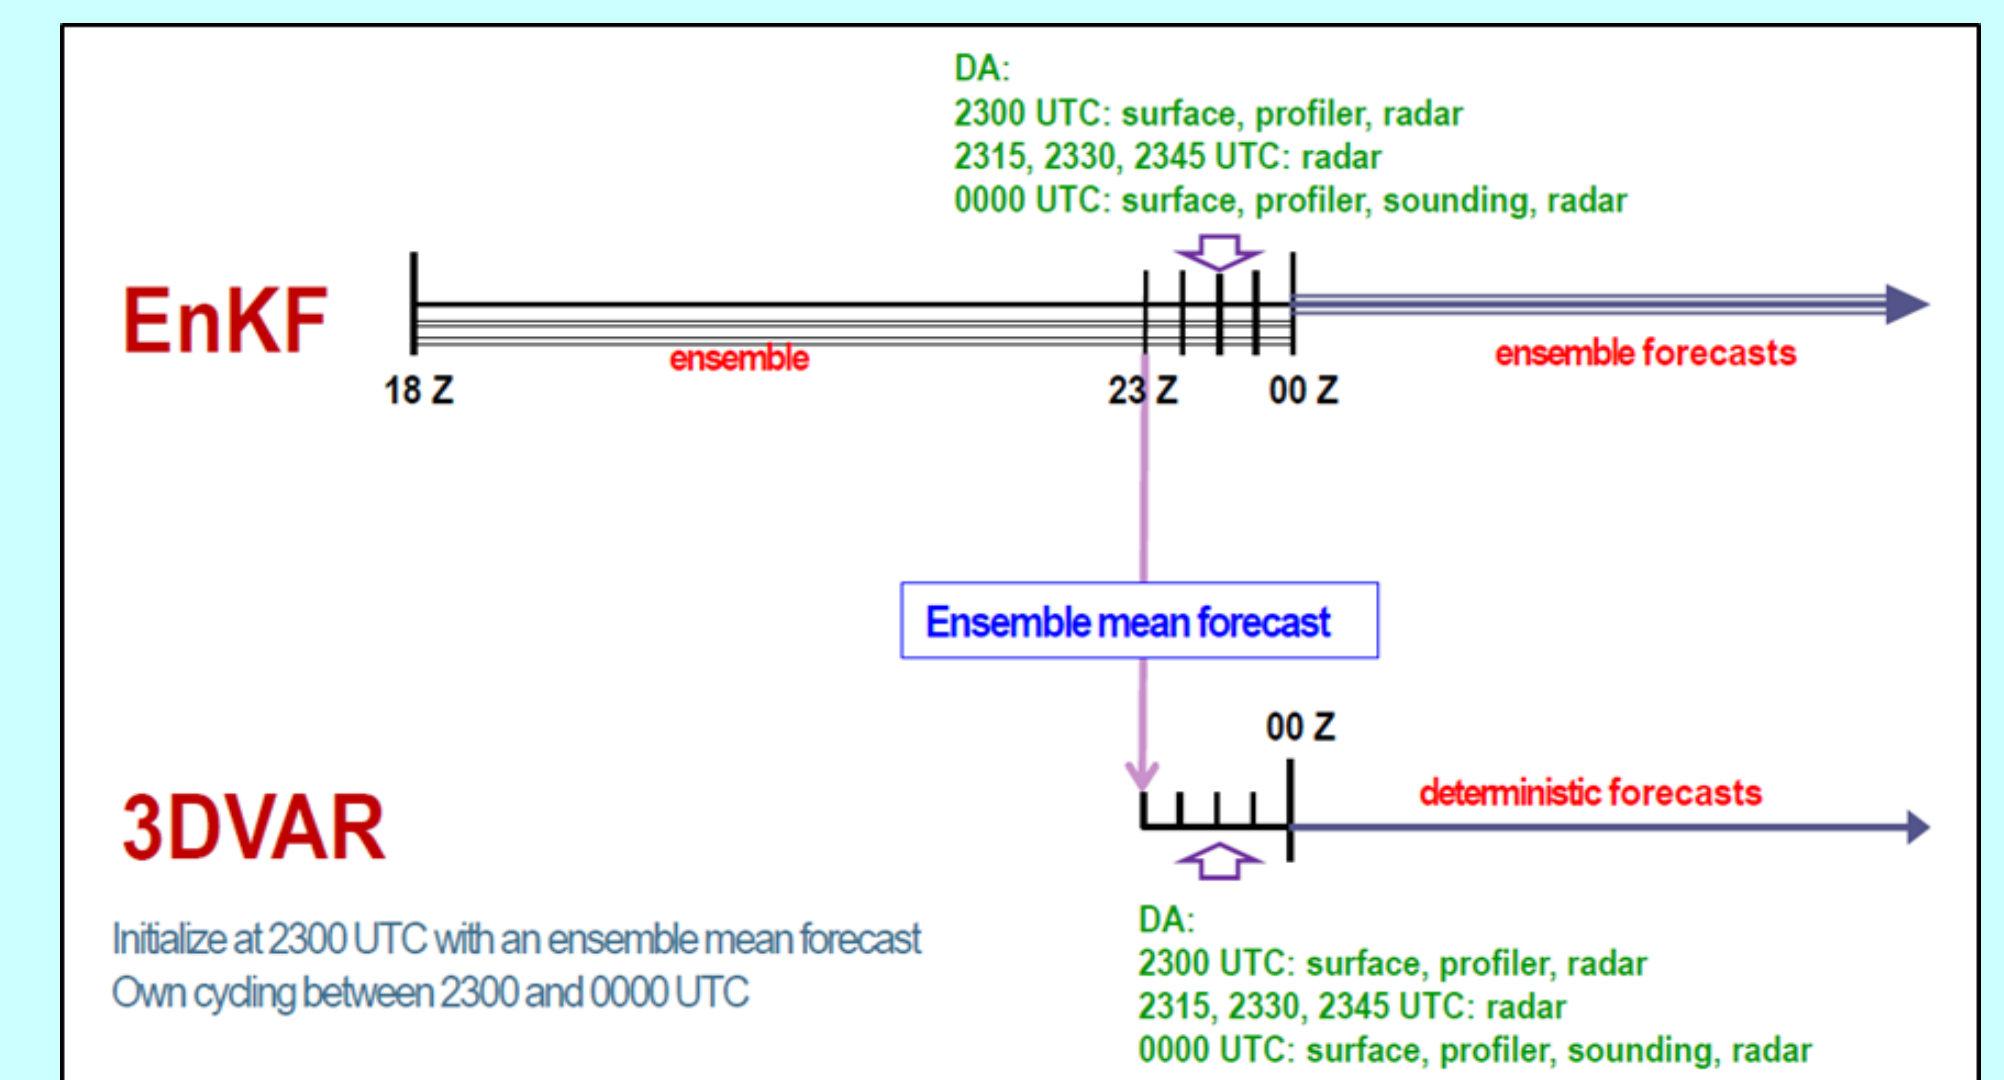 DA:
2300 UTC: surface, profiler, radar
2315, 2330, 2345 UTC: radar
0000 UTC: surface, profiler, sounding, radar
EnKF
ensemble
ensemble forecasts
18 Z
23 Z
00 Z
Ensemble mean forecast
00 Z
3DVAR
deterministic forecasts
Initialize at 2300 UTC with an ensemble mean forecast
Own cycling between 2300 and 0000 UTC
DA:
2300 UTC: surface, profiler, radar
2315, 2330, 2345 UTC: radar
0000 UTC: surface, profiler, sounding, radar